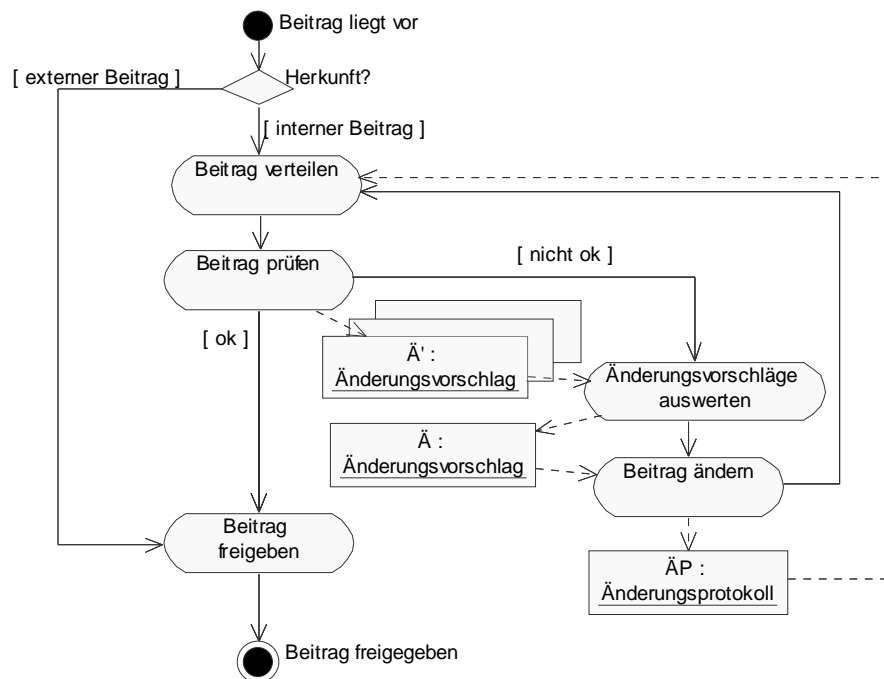 Beitrag liegt vor
[ externer Beitrag ]
Herkunft?
[ interner Beitrag ]
Beitrag verteilen
Beitrag prüfen
[ nicht ok ]
[ ok ]
Ä' :
Änderungsvorschlag
Änderungsvorschläge
auswerten
Ä :
Änderungsvorschlag
Beitrag ändern
Beitrag
freigeben
ÄP :
Änderungsprotokoll
Beitrag freigegeben